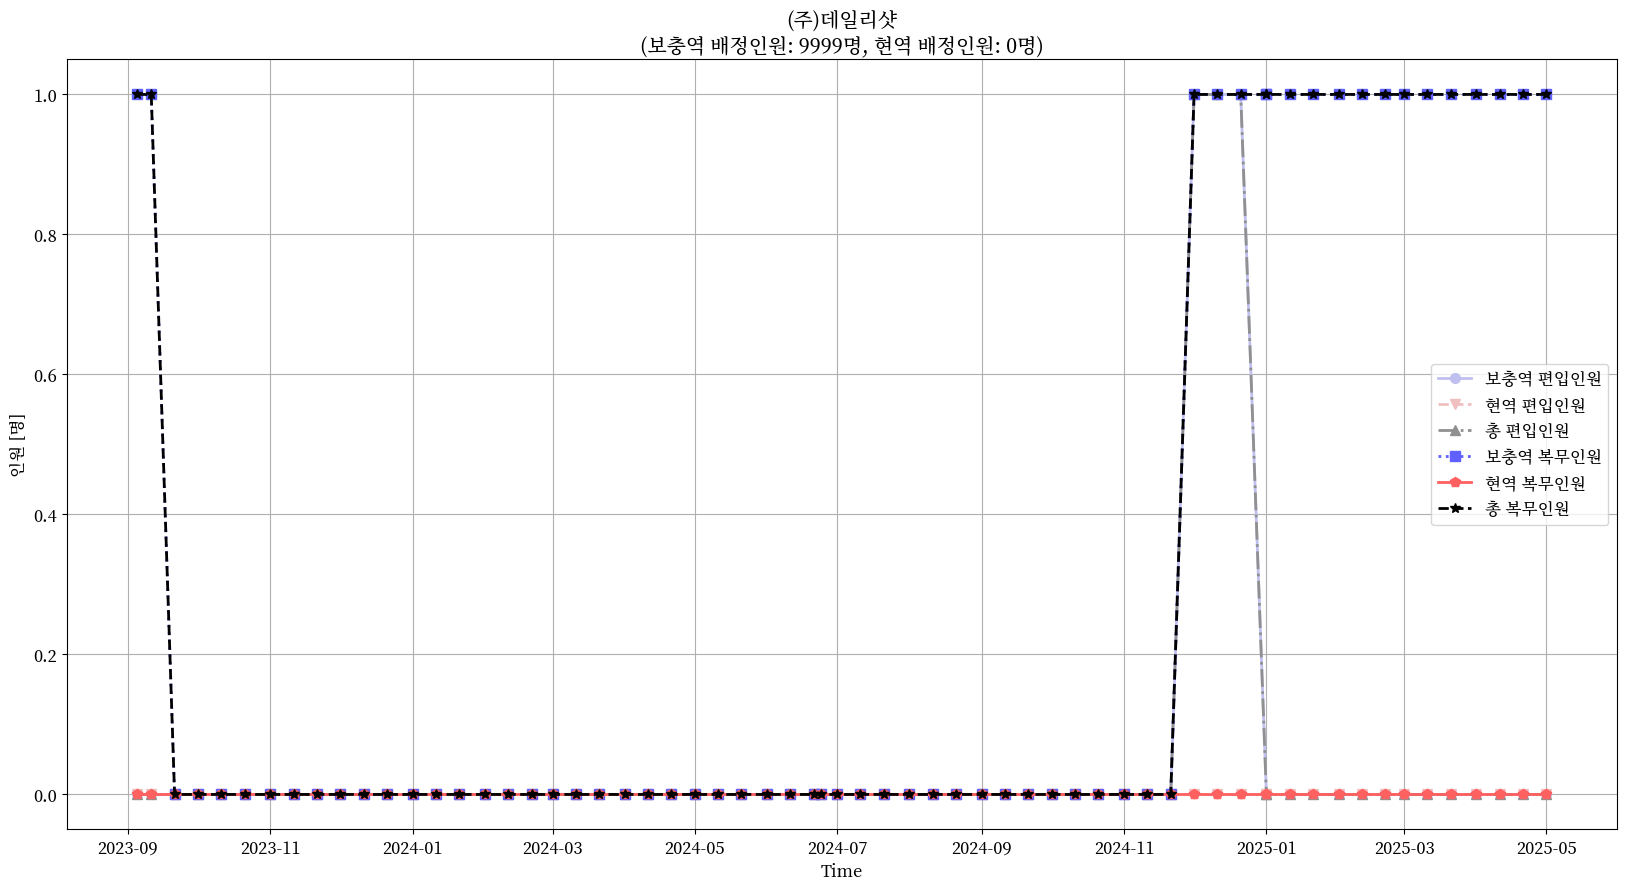 (주)데일리샷
(보충역 배정인원: 9999명, 현역 배정인원: 0명)
1.0
0.8
0.6
0.4
0.2
0.0
인원 [명]
보충역 편입인원
현역 편입인원
총 편입인원
보충역 복무인원
현역 복무인원
총 복무인원
2023-09
2023-11
2024-01
2024-03
2024-05
2024-07
2024-09
2024-11
2025-01
2025-03
2025-05
Time